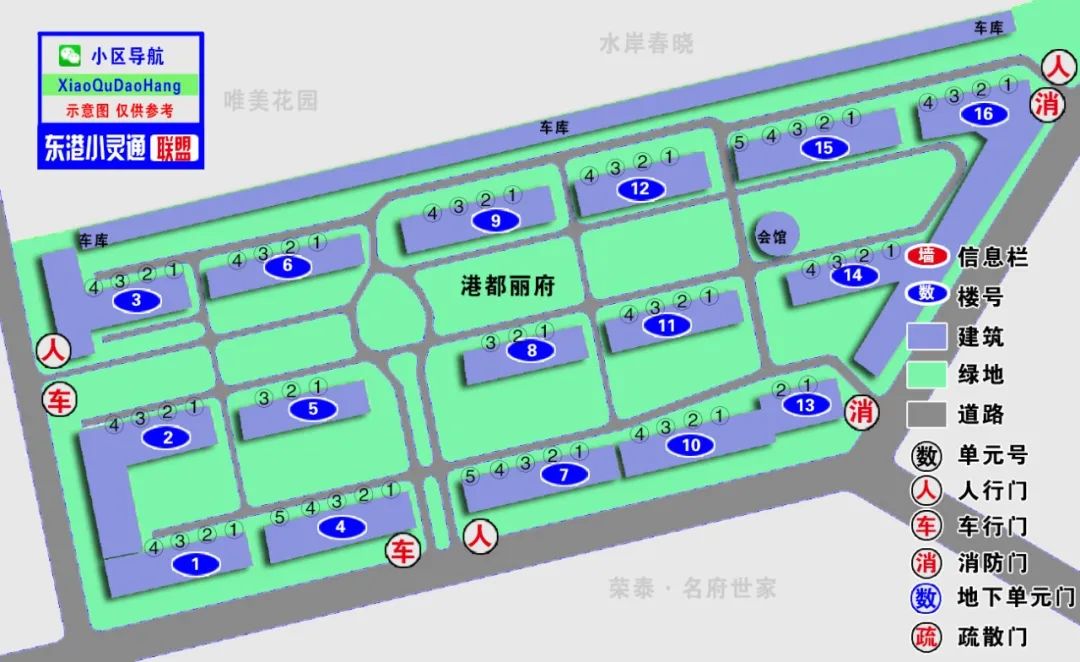 小区导航
XiaoQuDaoHang
示意图 仅供参考
东港小灵通 联盟
水岸春晓
唯美花园
车库
车库
车库
人
消
4 3 2 1
16
5 4 3 2 1
15
4 3 2 1
12
4 3 2 1
9
4 3 2 1
6
4 3 2 1
3
会馆
4 3 2 1
14
港都丽府
4 3 2 1
11
3 2 1
8
人
车
3 2 1
5
4 3 2 1
2
2 1
13
消
4 3 2 1
10
5 4 3 2 1
7
5 4 3 2 1
4
4 3 2 1
1
车
人
荣泰·名府世家
墙 信息栏
数 楼号
建筑
绿地
道路
数 单元号
人 人行门
车 车行门
消 消防门
数 地下单元门
疏 疏散门